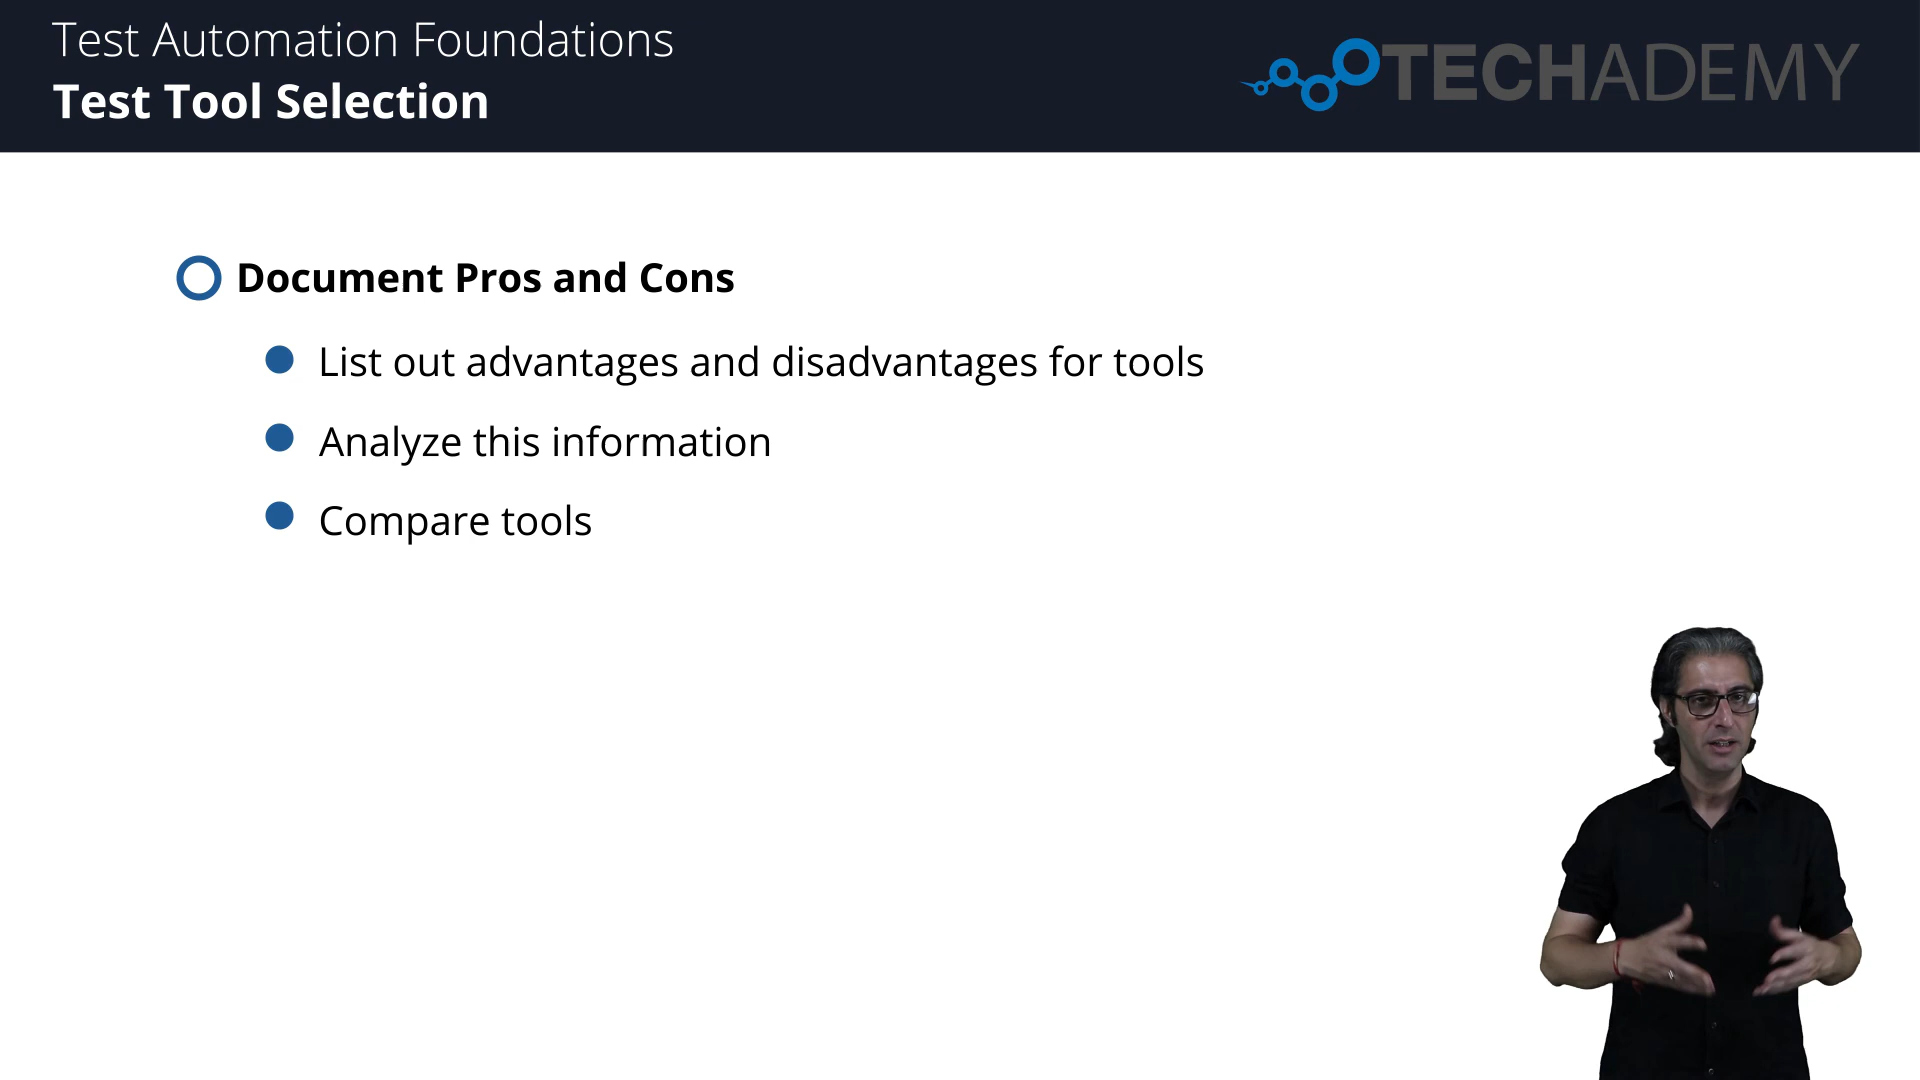 Test Automation Foundations
Test Tool Selection
TECHADEMY
Document Pros and Cons
List out advantages and disadvantages for tools
Analyze this information
Compare tools